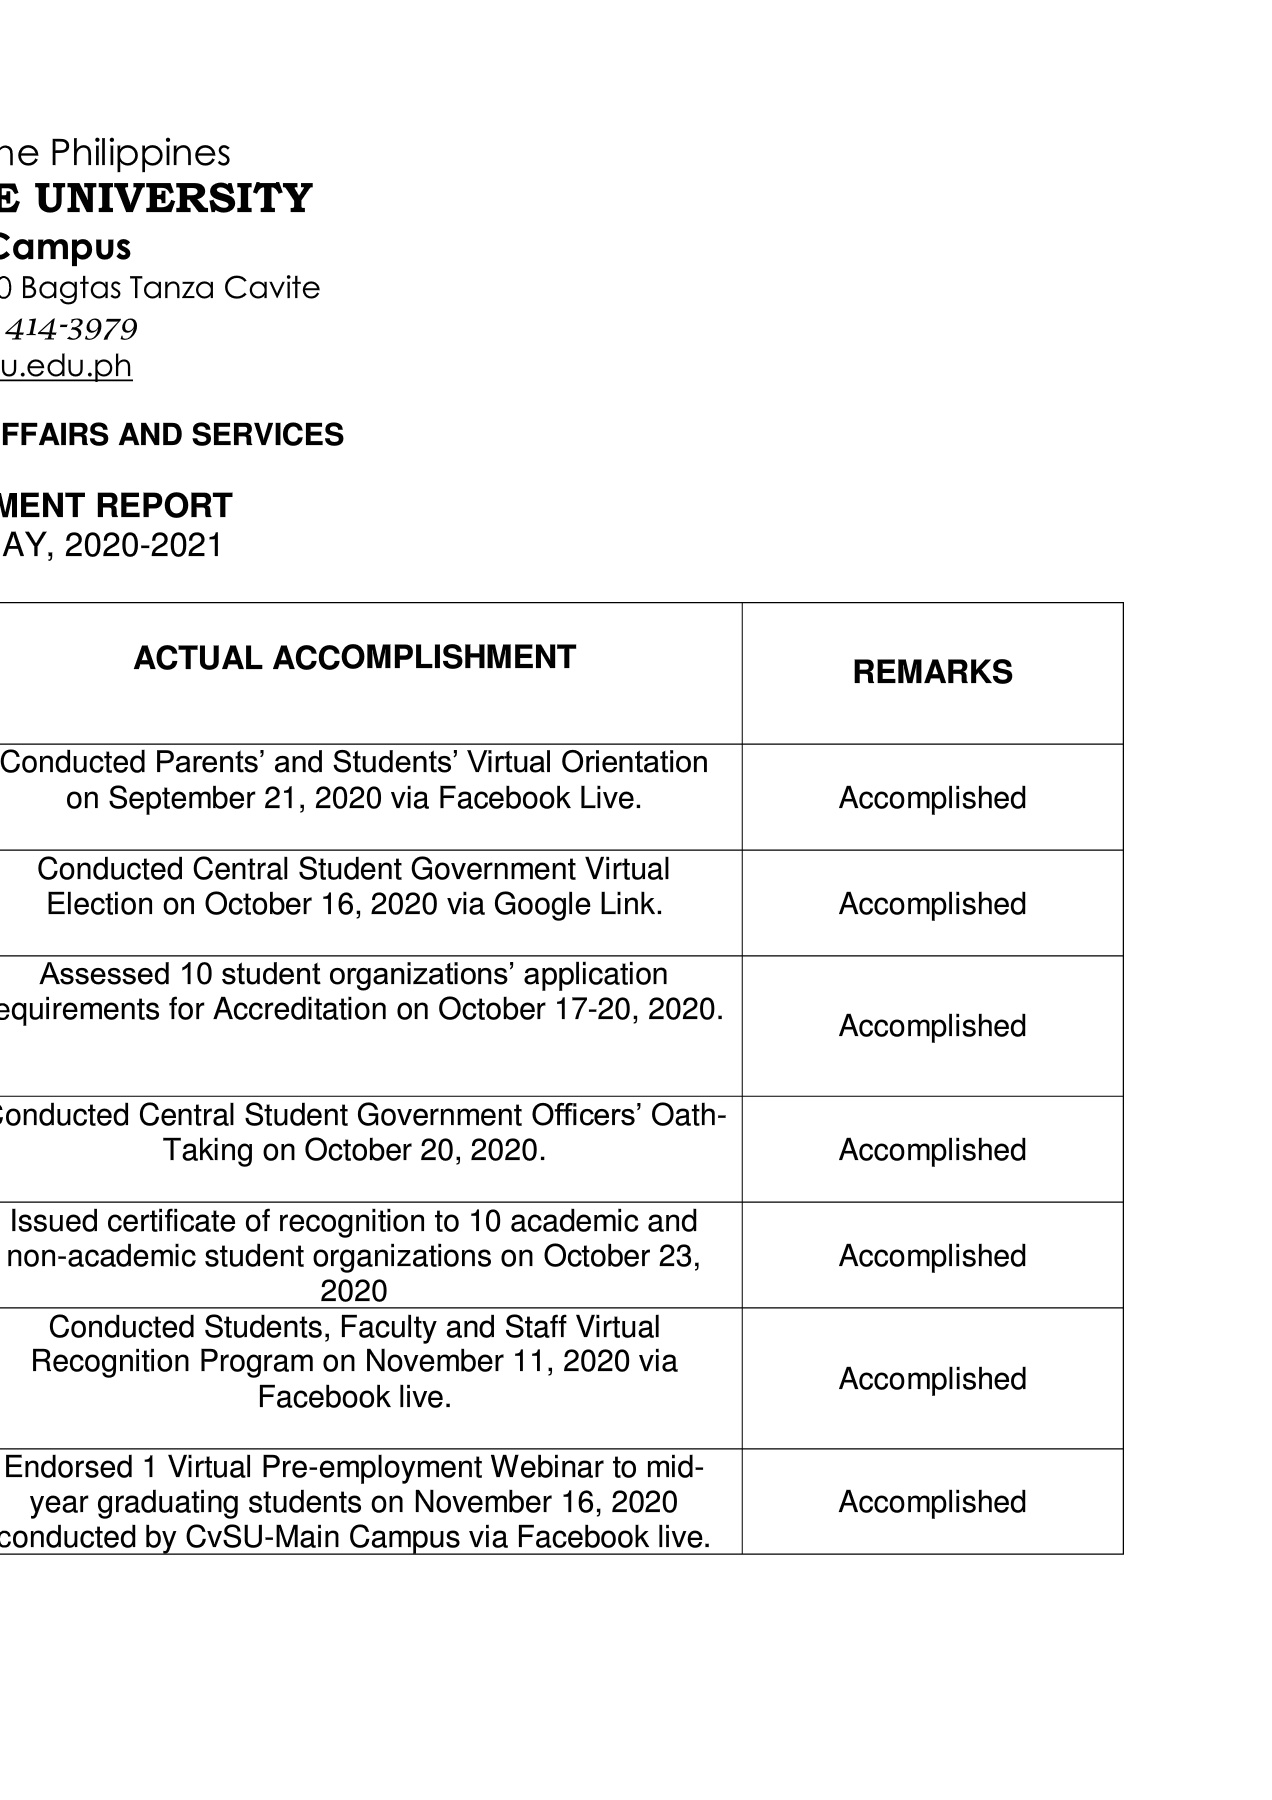 he Philippines
E UNIVERSITY
Campus
0 Bagtas Tanza Cavite
414-3979
u.edu.ph
FFAIRS AND SERVICES
MENT REPORT
AY, 2020-2021
ACTUAL ACCOMPLISHMENT
REMARKS
Conducted Parents’ and Students’ Virtual Orientation
on September 21, 2020 via Facebook Live.
Accomplished
Conducted Central Student Government Virtual
Election on October 16, 2020 via Google Link.
Accomplished
Assessed 10 student organizations’ application
equirements for Accreditation on October 17-20, 2020.
Accomplished
Conducted Central Student Government Officers’ Oath-
Taking on October 20, 2020.
Accomplished
Issued certificate of recognition to 10 academic and
non-academic student organizations on October 23,
2020
Accomplished
Conducted Students, Faculty and Staff Virtual
Recognition Program on November 11, 2020 via
Facebook live.
Accomplished
Endorsed 1 Virtual Pre-employment Webinar to mid-
year graduating students on November 16, 2020
conducted by CvSU-Main Campus via Facebook live.
Accomplished